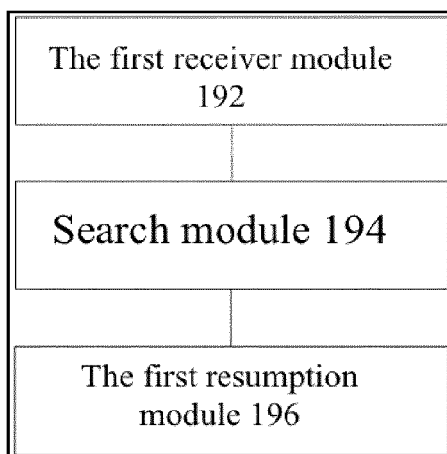 The first receiver module
192
Search module 194
The first resumption
module 196